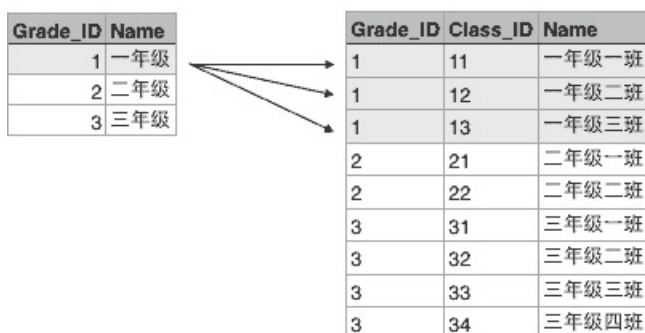 Grade_ID Name
1 一年级
2 二年级
3 三年级
Grade_ID Class_ID Name
1 11 一年级一班
1 12 一年级二班
1 13 一年级三班
2 21 二年级一班
2 22 二年级二班
3 31 三年级一班
3 32 三年级二班
3 33 三年级三班
3 34 三年级四班